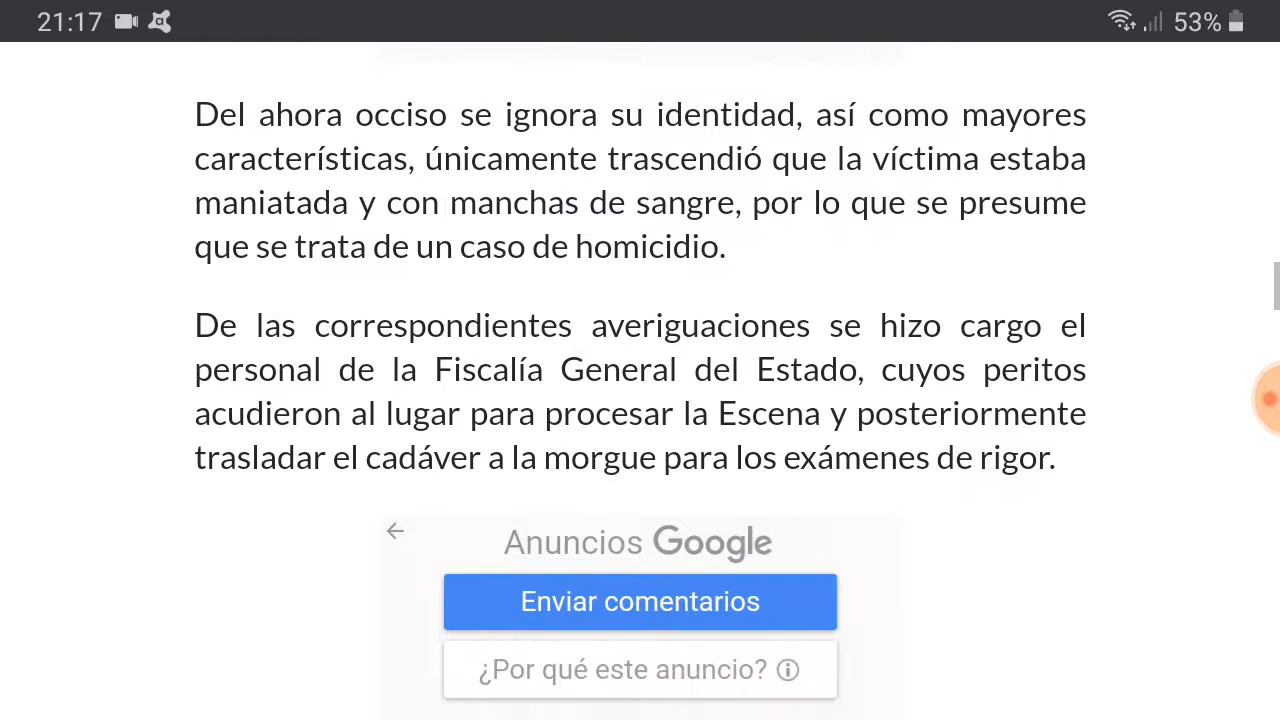 21:17
53%
Del ahora occiso se ignora su identidad, así como mayores
características, únicamente trascendió que la víctima estaba
maniatada y con manchas de sangre, por lo que se presume
que se trata de un caso de homicidio.
De las correspondientes averiguaciones se hizo cargo el
personal de la Fiscalía General del Estado, cuyos peritos
acudieron al lugar para procesar la Escena y posteriormente
trasladar el cadáver a la morgue para los exámenes de rigor.
Anuncios Google
Enviar comentarios
¿Por qué este anuncio?